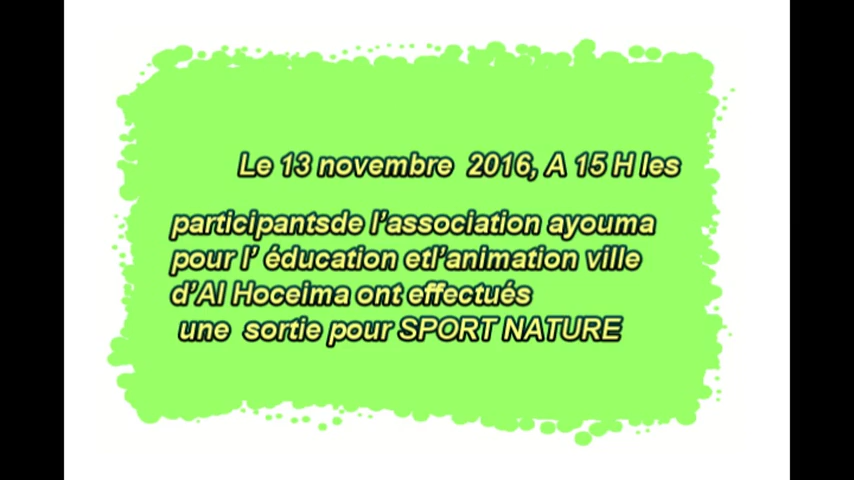 Le 13 novembre 2016, A 15 H les
participantsde l'association ayouma
pour l' éducation etl'animation ville
d'Al Hoceima ont effectués
une sortie pour SPORT NATURE